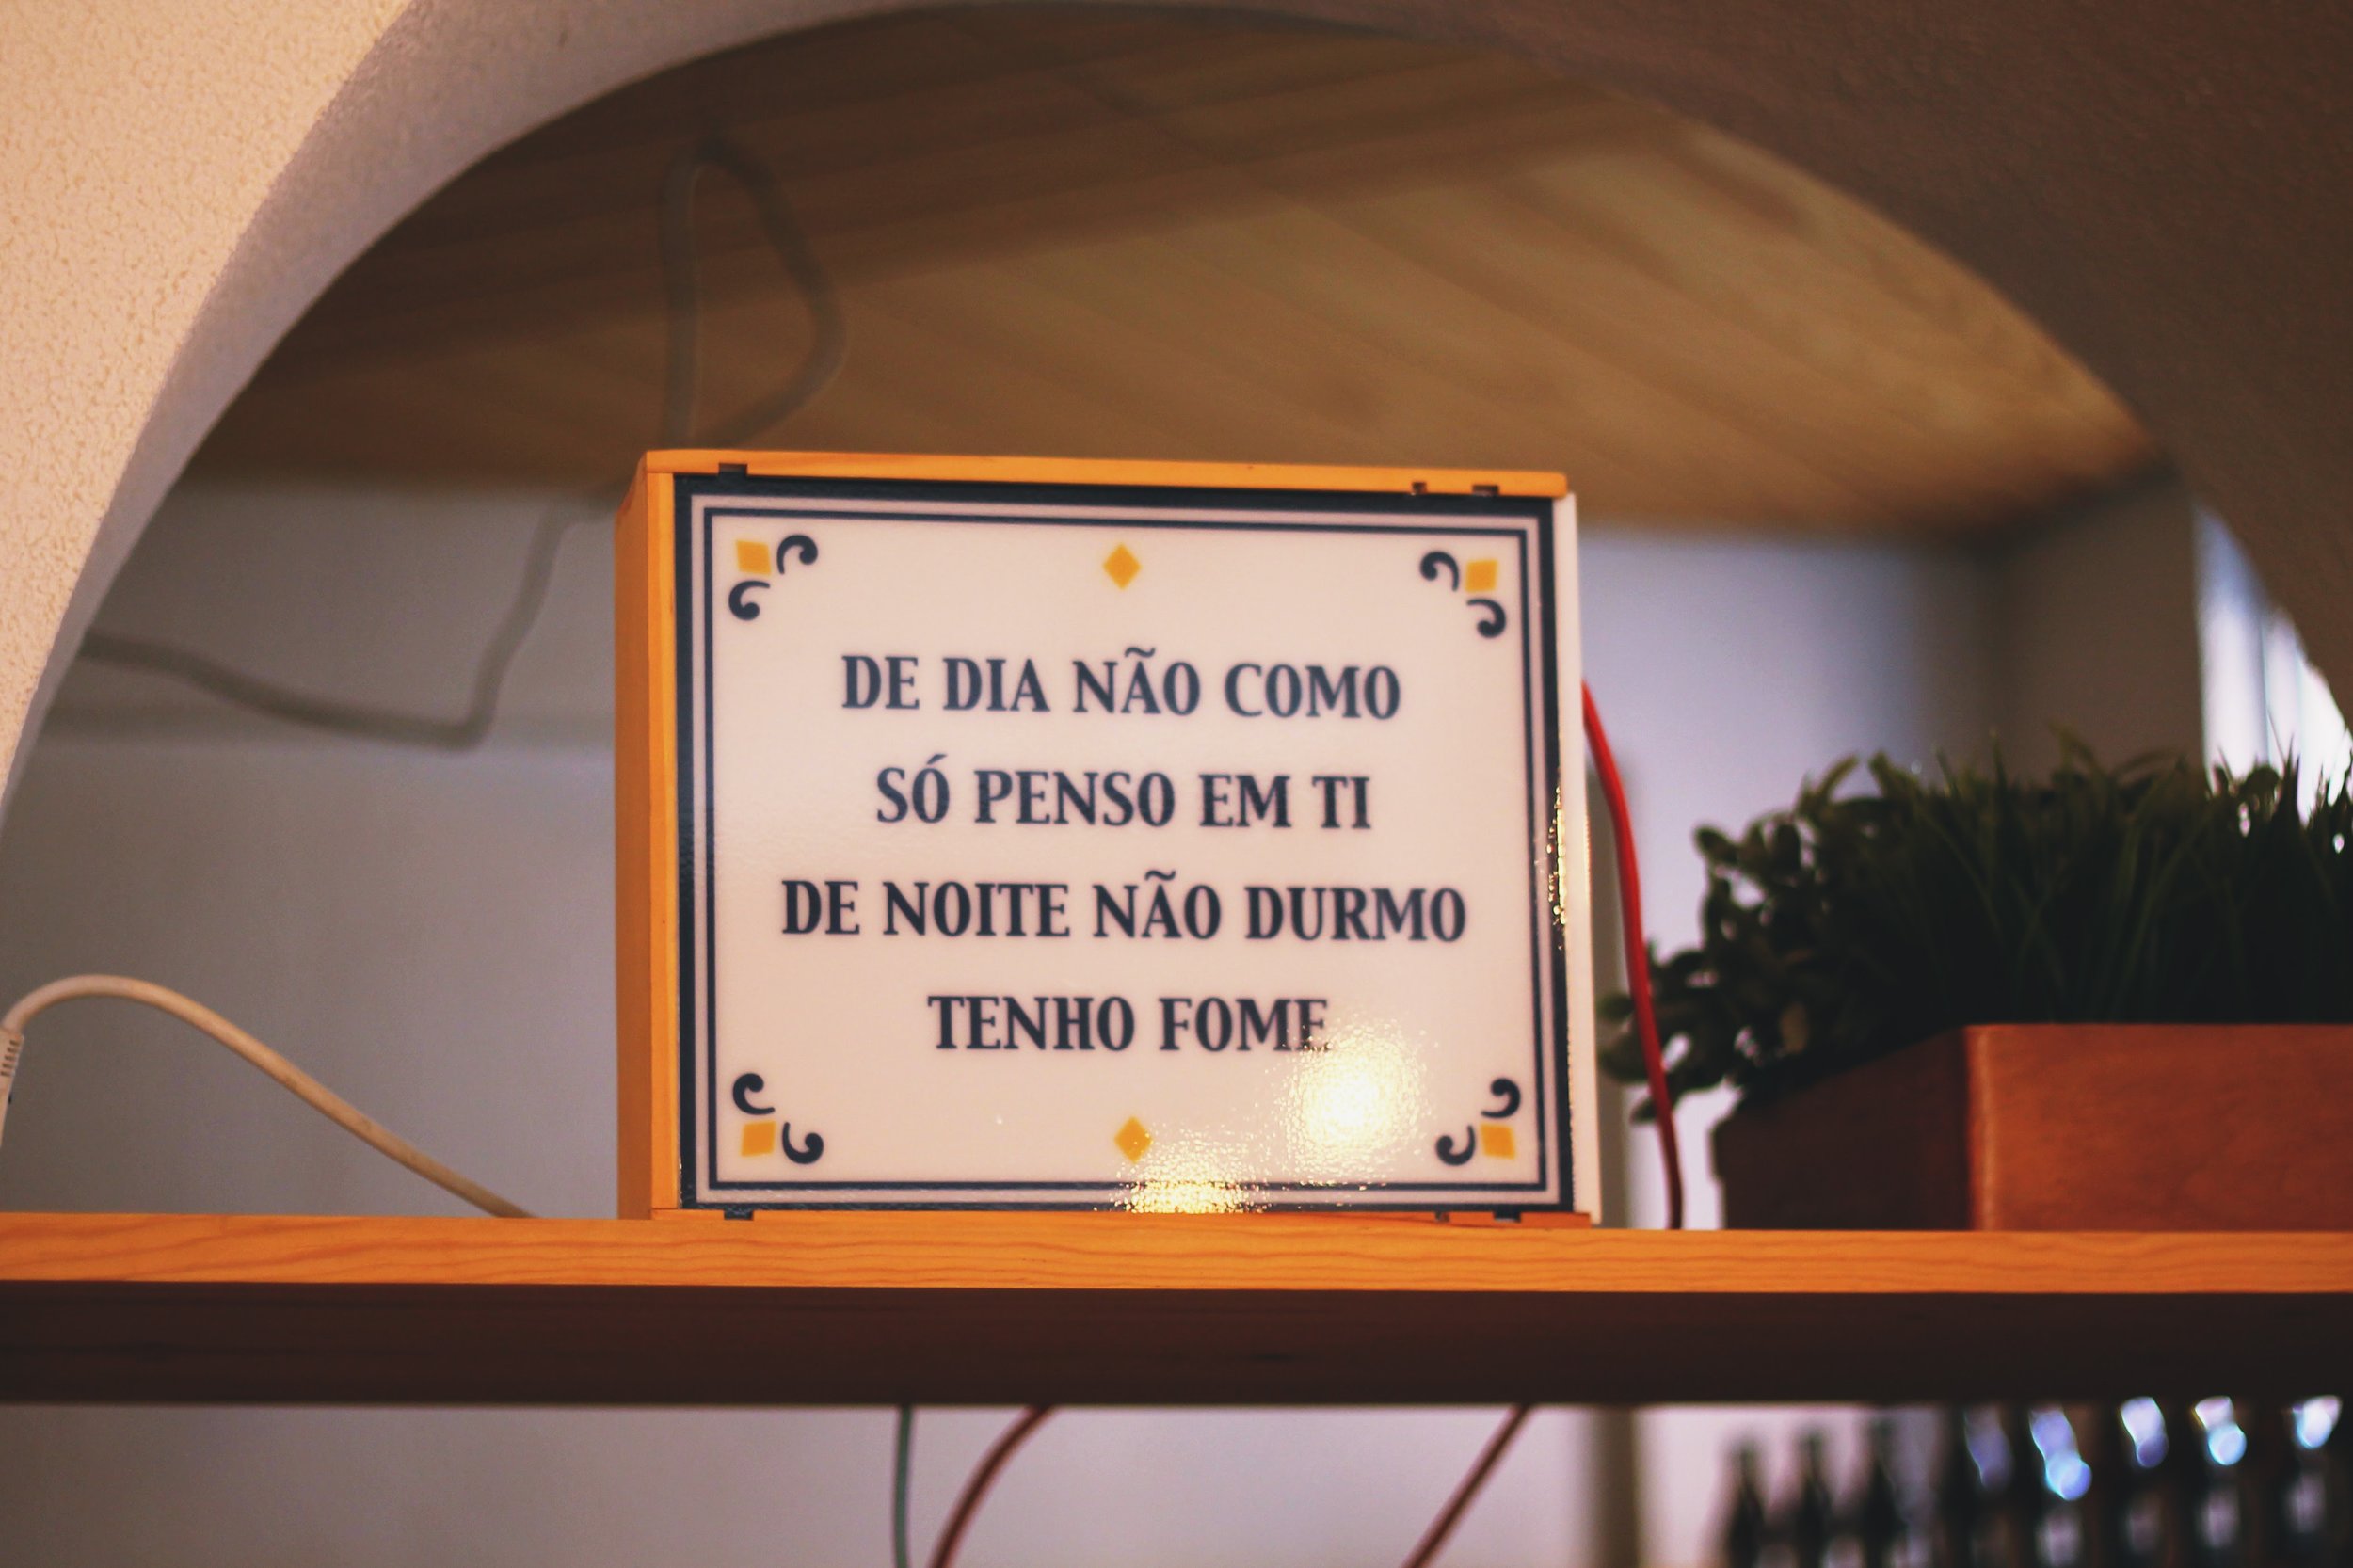 DE DIA NÃO COMO
SÓ PENSO EM TI
DE NOITE NÃO DURMO
TENHO FOME